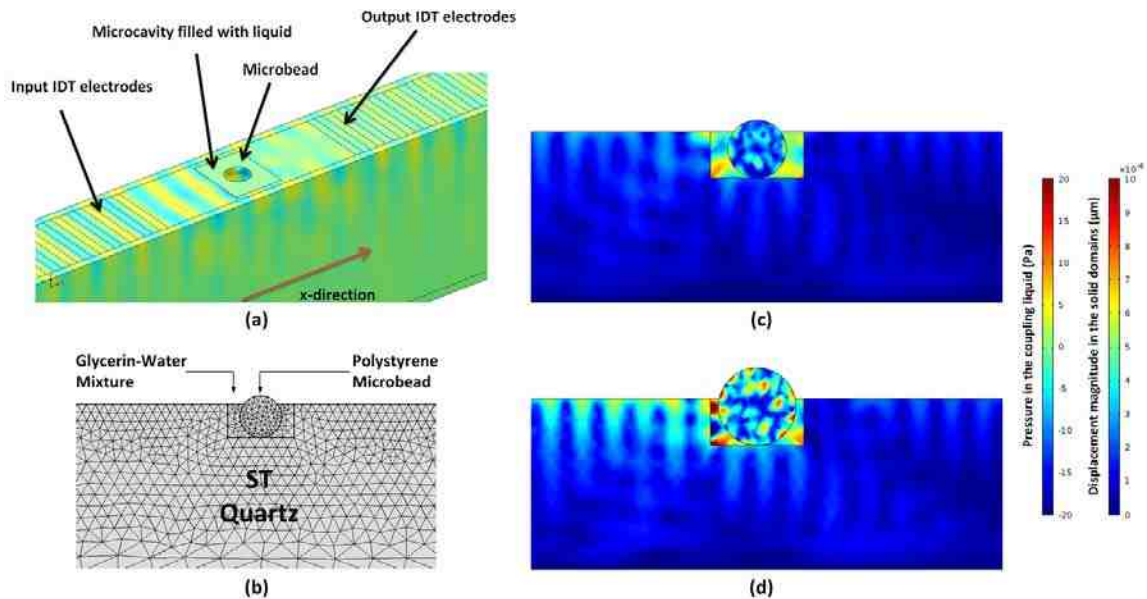 Output IDT electrodes
Microcavity filled with liquid
Microbead
Input IDT electrodes
x-direction
(a)
Glycerin-Water
Mixture
Polystyrene
Microbead
ST
Quartz
(b)
(c)
(d)
Pressure in the coupling liquid (Pa)
20
15
10
5
0
-5
-10
-15
-20
Displacement magnitude in the solid domains (μm)
10
9
8
7
6
5
4
3
2
1
0